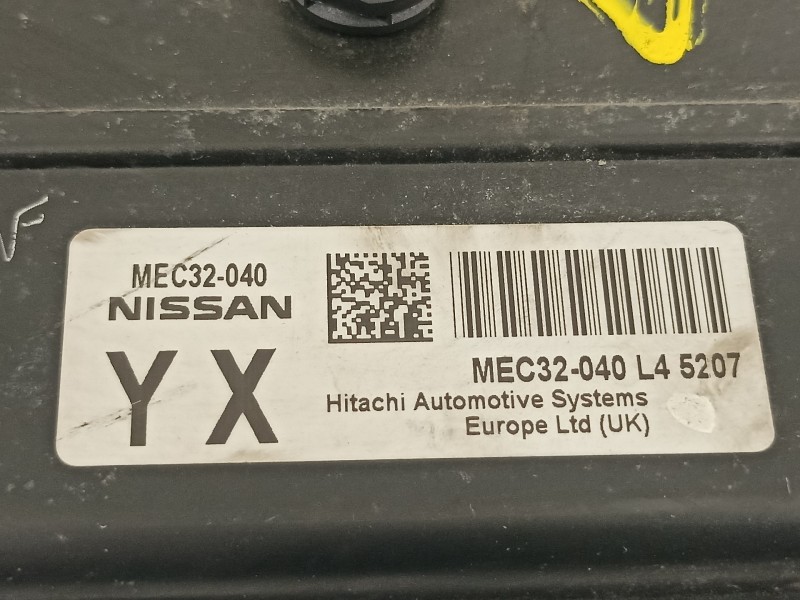 MEC32-040
NISSAN
YX
MEC32-040 L4 5207
Hitachi Automotive Systems
Europe Ltd (UK)